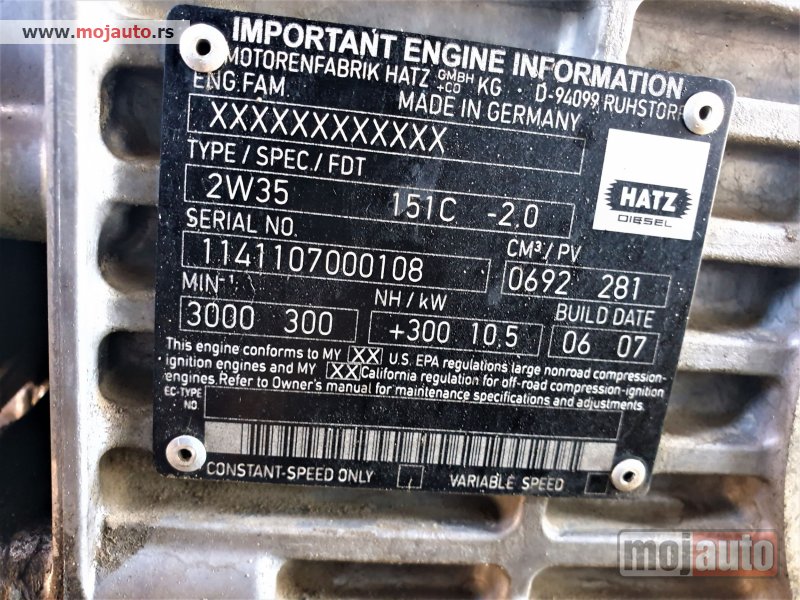 www.mojauto.rs
IMPORTANT ENGINE INFORMATION
MOTORENFABRIK HATZ GMBH +CO KG · D-94099 RUHSTORF
ENG.FAM
MADE IN GERMANY
XXXXXXXXXXXX
TYPE / SPEC./ FDT
2W35 151C -2.0
HATZ
DIESEL
SERIAL NO.
CM³/ PV
1141107000108
0692 281
MIN⁻¹
NH / kW
BUILD DATE
3000 300
+300 10.5
06 07
This engine conforms to MY XX U.S. EPA regulations large nonroad compression-
ignition engines and MY XX California regulation for off-road compression-ignition
engines. Refer to Owner's manual for maintenance specifications and adjustments.
EC-TYPE
NO
CONSTANT-SPEED ONLY
VARIABLE SPEED
mojauto